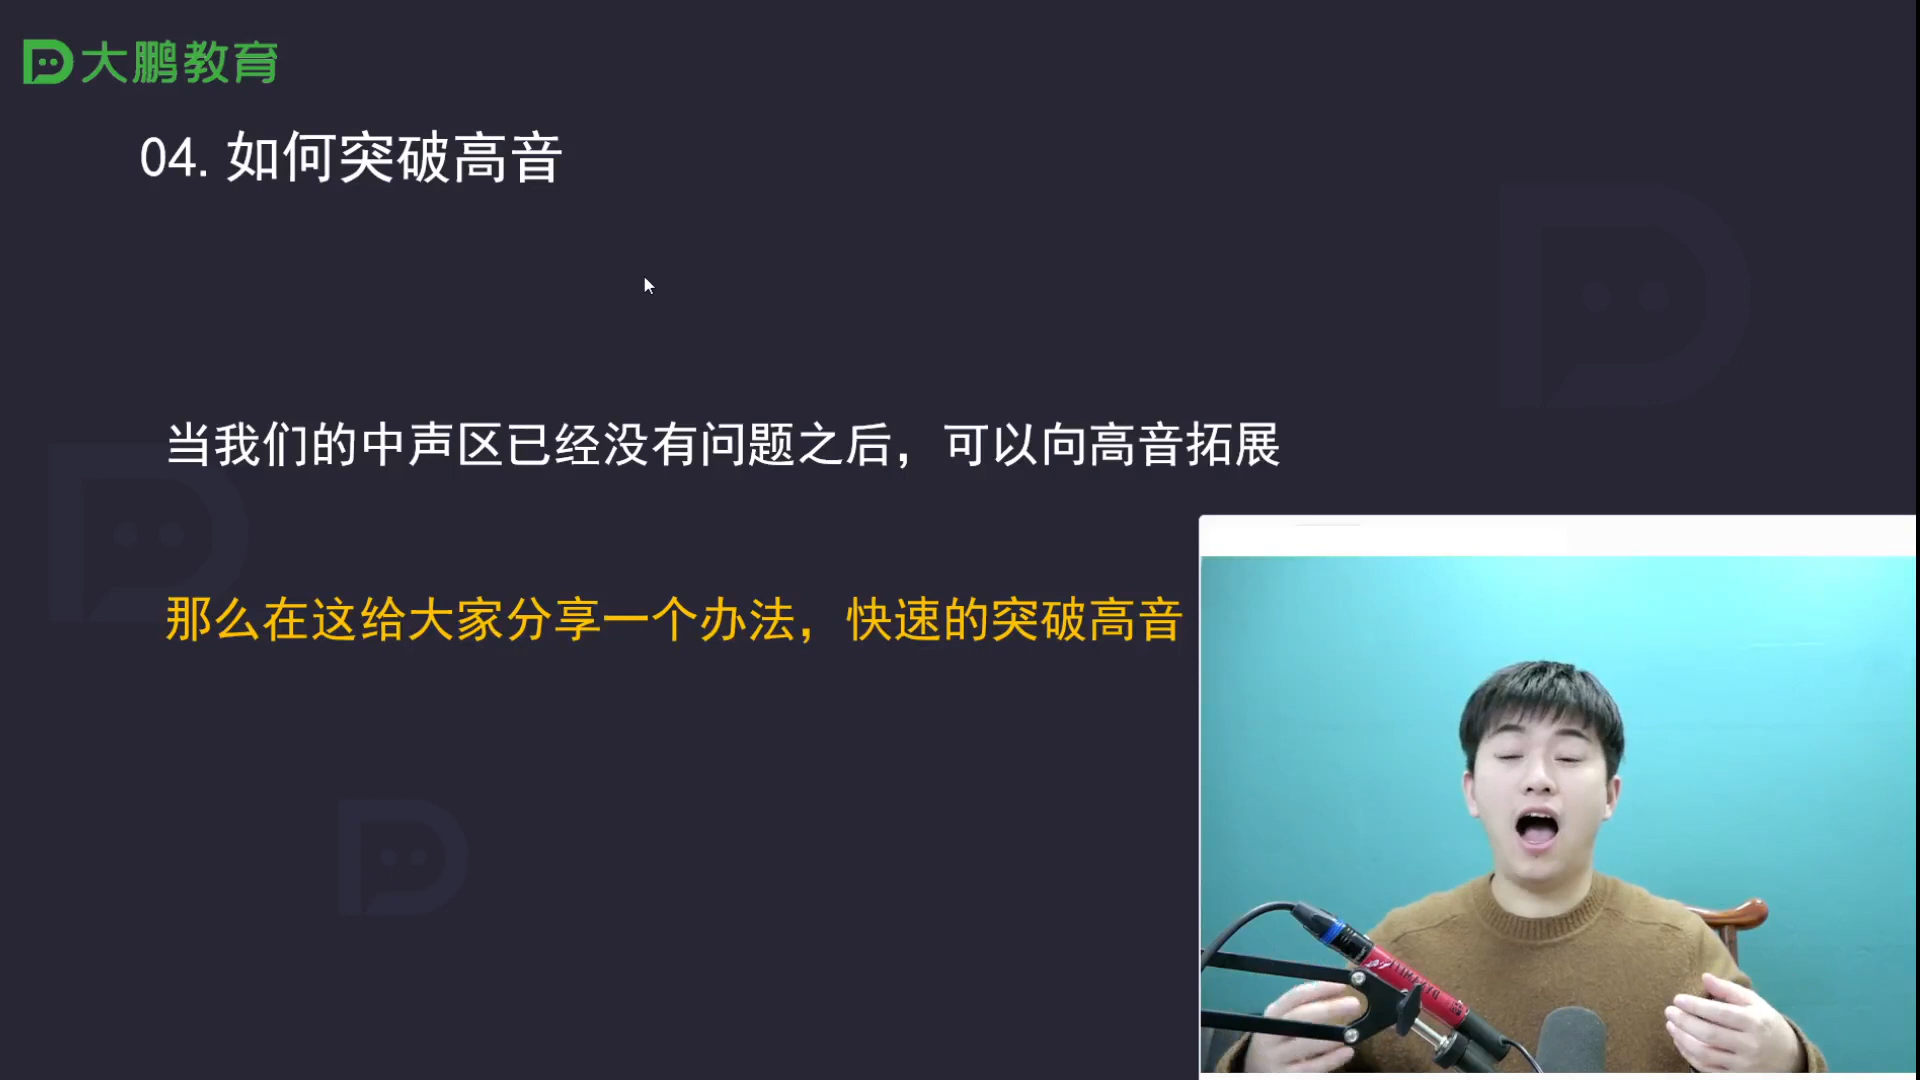 大鹏教育
04. 如何突破高音
当我们的中声区已经没有问题之后，可以向高音拓展
那么在这给大家分享一个办法，快速的突破高音